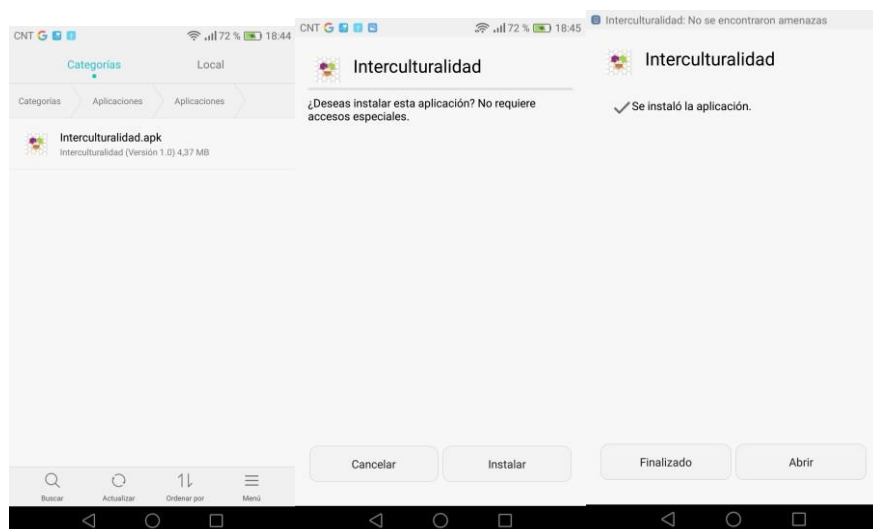 CNT 72 % 18:44
Categorías Local
Categorías Aplicaciones Aplicaciones
Interculturalidad.apk
Interculturalidad (Versión 1.0) 4,37 MB
Buscar Actualizar Ordenar por Menú
CNT 72 % 18:45
Interculturalidad
¿Deseas instalar esta aplicación? No requiere
accesos especiales.
Cancelar Instalar
Interculturalidad: No se encontraron amenazas
Interculturalidad
Se instaló la aplicación.
Finalizado Abrir